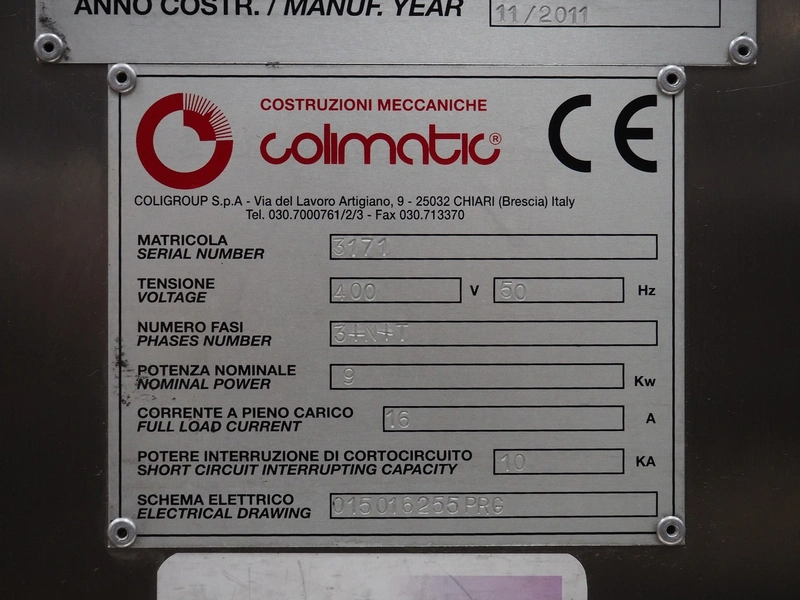 ANNO COSTR. / MANUF. YEAR 11/2011
COSTRUZIONI MECCANICHE
colimatic® CE
COLIGROUP S.p.A - Via del Lavoro Artigiano, 9 - 25032 CHIARI (Brescia) Italy
Tel. 030.7000761/2/3 - Fax 030.713370
MATRICOLA
SERIAL NUMBER 3171
TENSIONE
VOLTAGE 400 V 50 Hz
NUMERO FASI
PHASES NUMBER 3+N+T
POTENZA NOMINALE
NOMINAL POWER 9 Kw
CORRENTE A PIENO CARICO
FULL LOAD CURRENT 16 A
POTERE INTERRUZIONE DI CORTOCIRCUITO
SHORT CIRCUIT INTERRUPTING CAPACITY 10 KA
SCHEMA ELETTRICO
ELECTRICAL DRAWING 015016255PRG